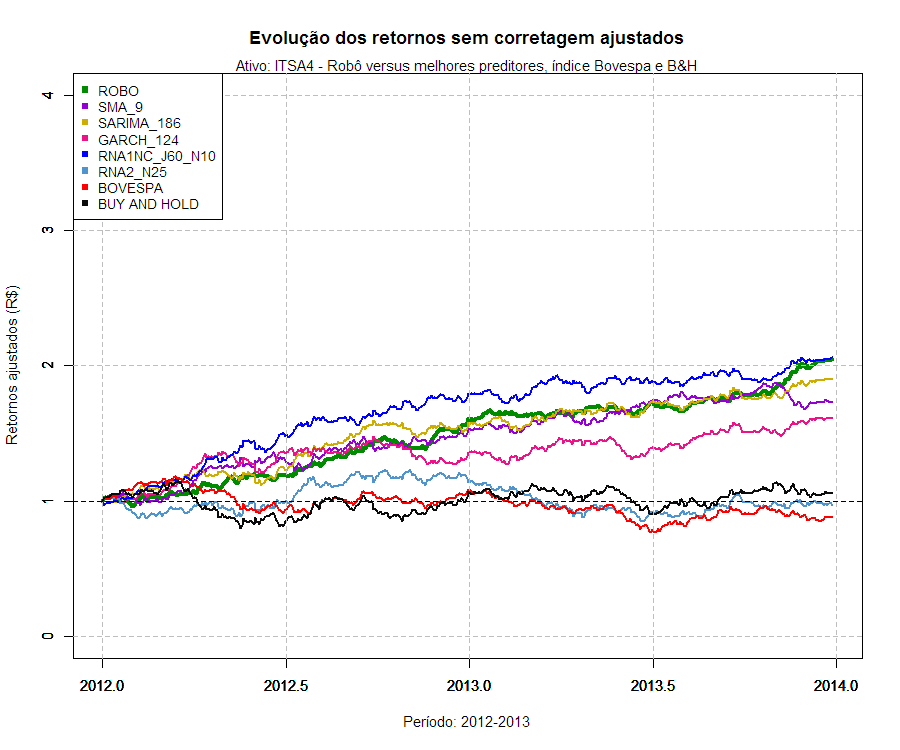 Evolução dos retornos sem corretagem ajustados
Ativo: ITSA4 - Robô versus melhores preditores, índice Bovespa e B&H
ROBO
SMA_9
SARIMA_186
GARCH_124
RNA1NC_J60_N10
RNA2_N25
BOVESPA
BUY AND HOLD
Retornos ajustados (R$)
4
3
2
1
0
2012.0 2012.5 2013.0 2013.5 2014.0
Período: 2012-2013